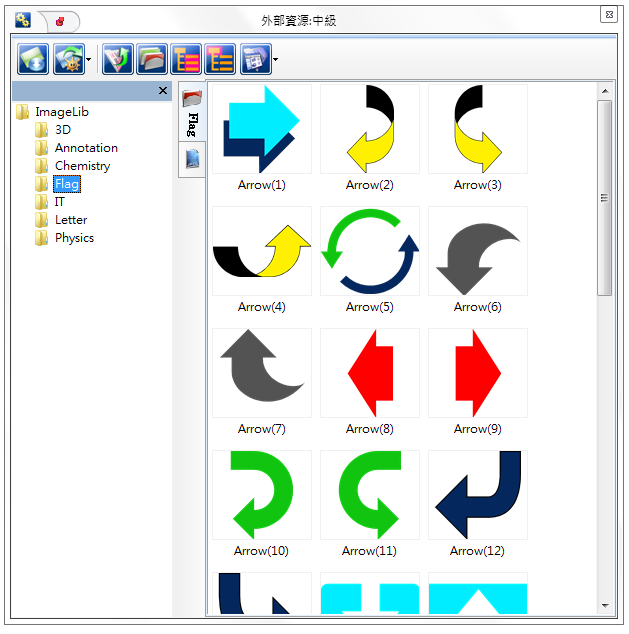 外部資源:中級
ImageLib
3D
Annotation
Chemistry
Flag
IT
Letter
Physics
Flag
Arrow(1)
Arrow(2)
Arrow(3)
Arrow(4)
Arrow(5)
Arrow(6)
Arrow(7)
Arrow(8)
Arrow(9)
Arrow(10)
Arrow(11)
Arrow(12)